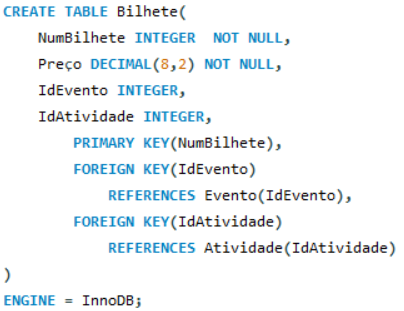 CREATE TABLE Bilhete(
NumBilhete INTEGER NOT NULL,
Preço DECIMAL(8,2) NOT NULL,
IdEvento INTEGER,
IdAtividade INTEGER,
PRIMARY KEY(NumBilhete),
FOREIGN KEY(IdEvento)
REFERENCES Evento(IdEvento),
FOREIGN KEY(IdAtividade)
REFERENCES Atividade(IdAtividade)
)
ENGINE = InnoDB;